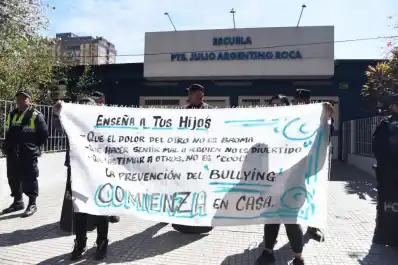 ESCUELA
PTE. JULIO ARGENTINO ROCA
ENSEÑA A TUS HIJOS
-QUE EL DOLOR DEL OTRO NO ES BROMA
-QUE HACER SENTIR MAL A ALGUIEN NO ES DIVERTIDO
-QUE LASTIMAR A OTROS, NO ES "COOL"
LA PREVENCIÓN DEL BULLYING
COMIENZA EN CASA.